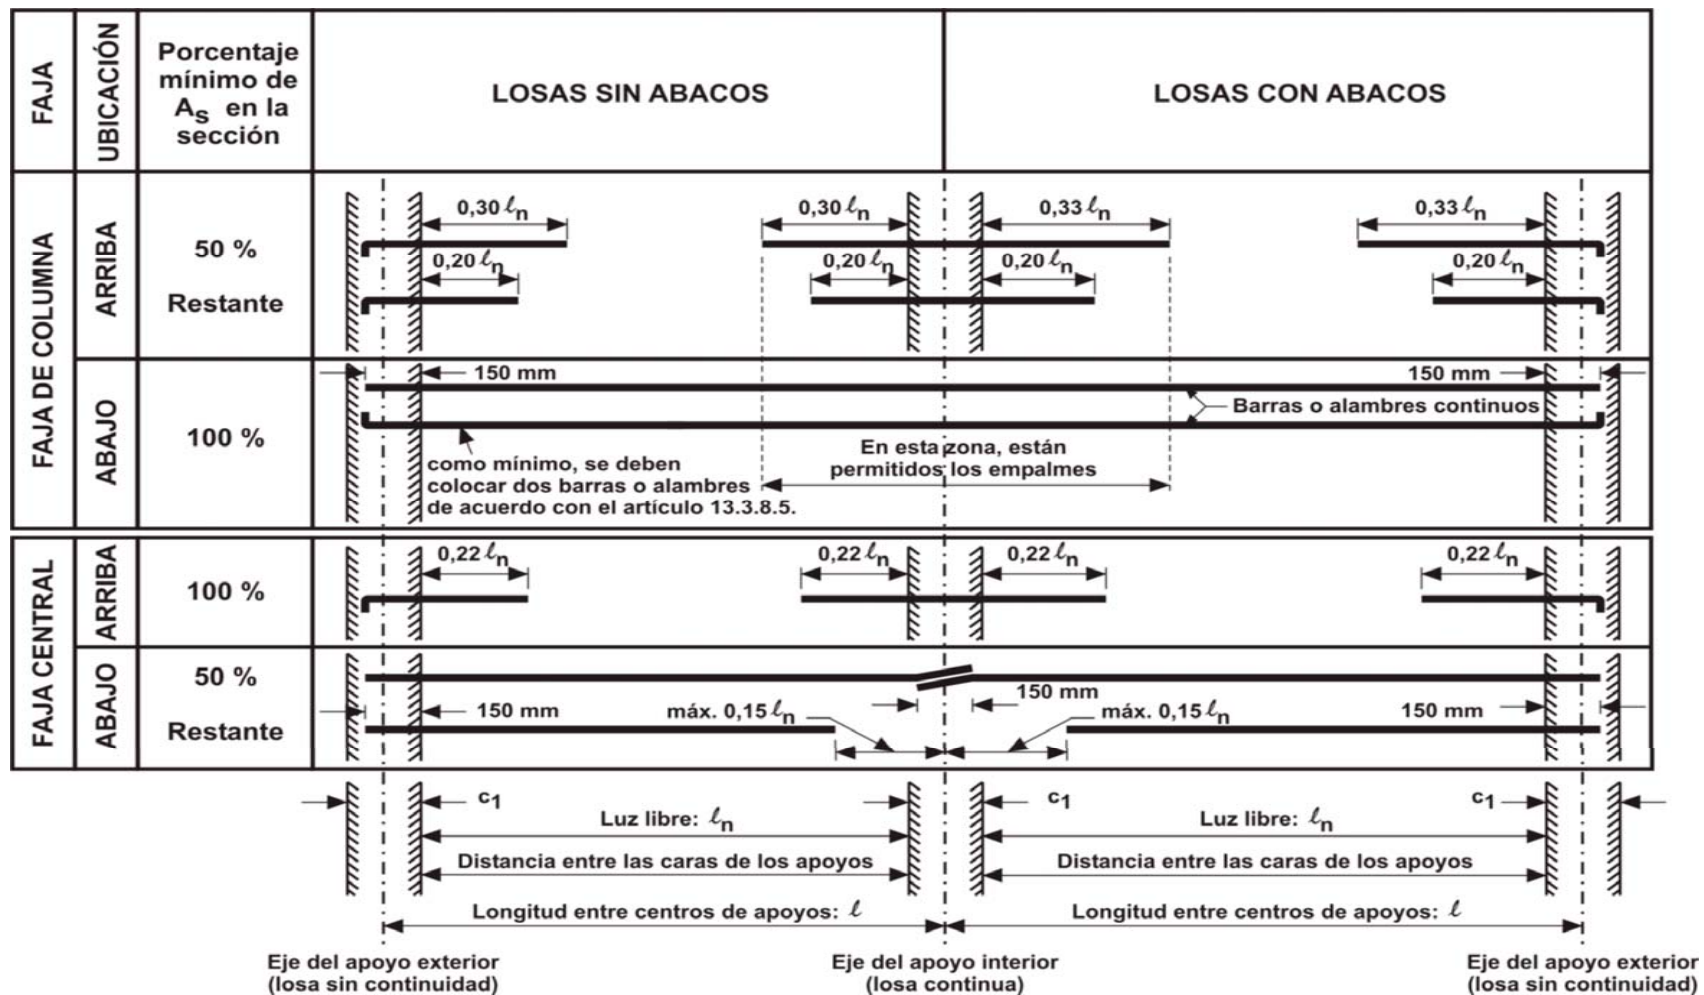 FAJA
UBICACIÓN
Porcentaje
mínimo de
As en la
sección
LOSAS SIN ABACOS
LOSAS CON ABACOS
FAJA DE COLUMNA
ARRIBA
50 %
Restante
0,30 ℓn
0,30 ℓn
0,33 ℓn
0,33 ℓn
0,20 ℓn
0,20 ℓn
0,20 ℓn
0,20 ℓn
ABAJO
100 %
150 mm
150 mm
Barras o alambres continuos
En esta zona, están
permitidos los empalmes
como mínimo, se deben
colocar dos barras o alambres
de acuerdo con el artículo 13.3.8.5.
FAJA CENTRAL
ARRIBA
100 %
0,22 ℓn
0,22 ℓn
0,22 ℓn
0,22 ℓn
ABAJO
50 %
Restante
150 mm
150 mm
máx. 0,15 ℓn
máx. 0,15 ℓn
150 mm
c1
c1
c1
Luz libre: ℓn
Luz libre: ℓn
Distancia entre las caras de los apoyos
Distancia entre las caras de los apoyos
Longitud entre centros de apoyos: ℓ
Longitud entre centros de apoyos: ℓ
Eje del apoyo exterior
(losa sin continuidad)
Eje del apoyo interior
(losa continua)
Eje del apoyo exterior
(losa sin continuidad)